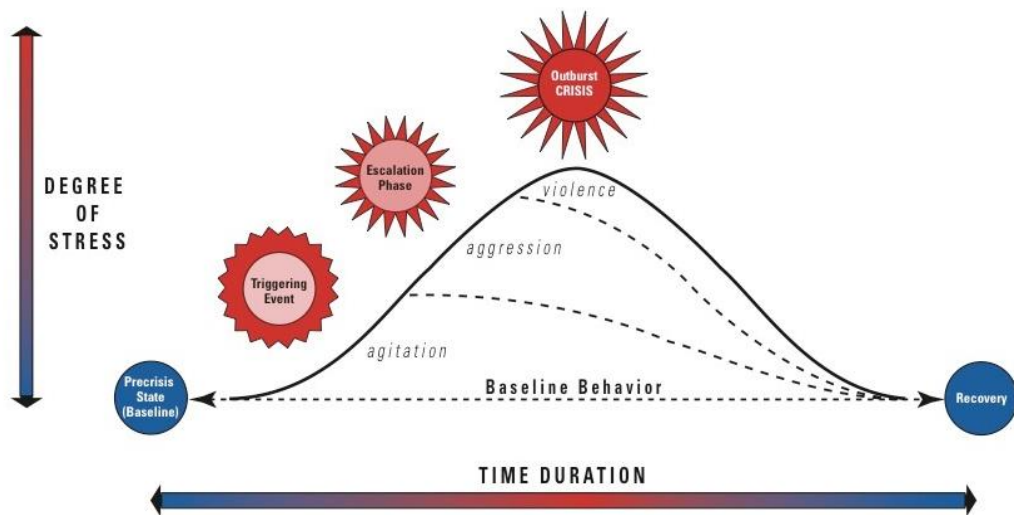 Outburst
CRISIS
Escalation
Phase
violence
DEGREE
OF
STRESS
aggression
Triggering
Event
agitation
Precrisis
State
(Baseline)
Baseline Behavior
Recovery
TIME DURATION